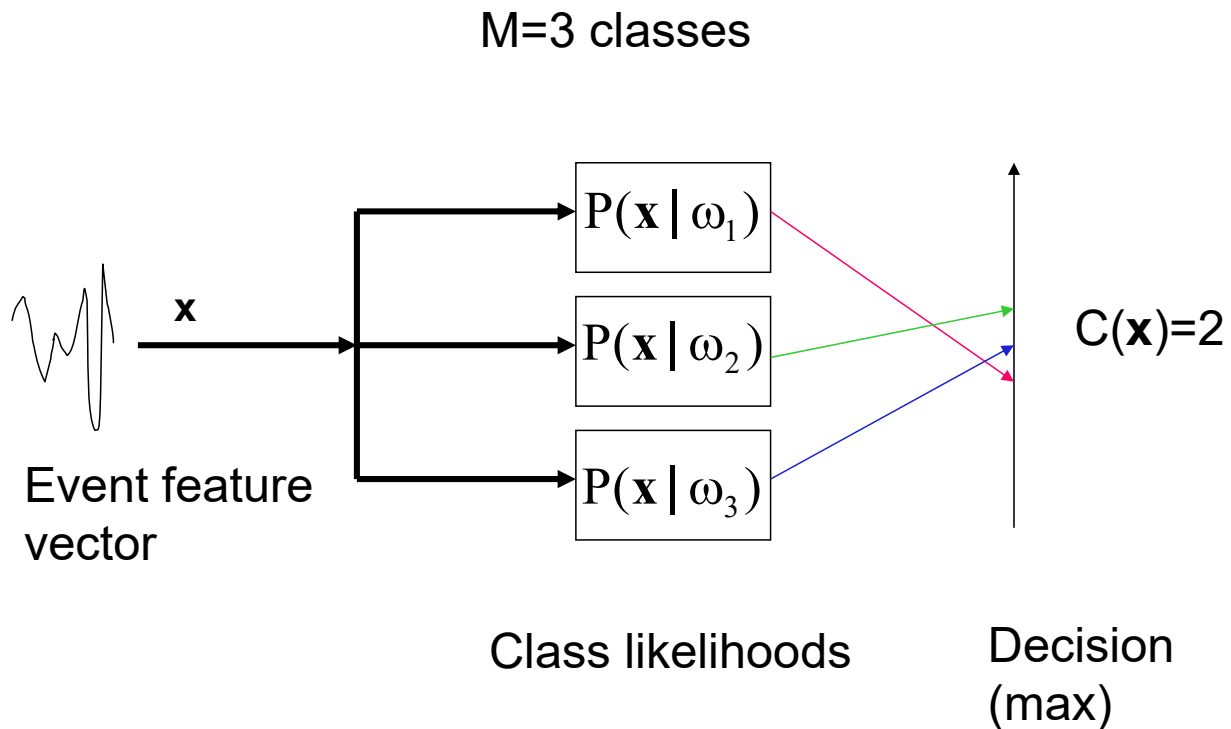 M=3 classes
P(x | ω₁)
x
P(x | ω₂)
C(x)=2
P(x | ω₃)
Event feature
vector
Class likelihoods
Decision
(max)